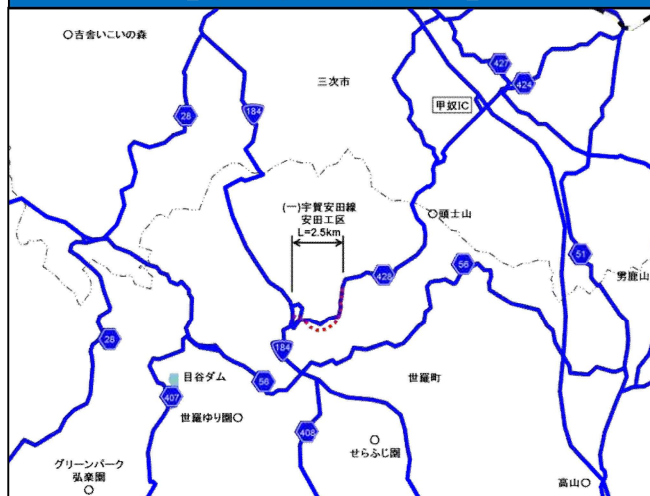 吉舎いこいの森
三次市
427
424
甲奴IC
28
184
(一)宇賀安田線
安田工区
L=2.5km
頭士山
428
56
51
男鹿山
28
184
目谷ダム
56
世羅町
407
世羅ゆり園
408
せらふじ園
グリーンパーク
弘楽園
高山